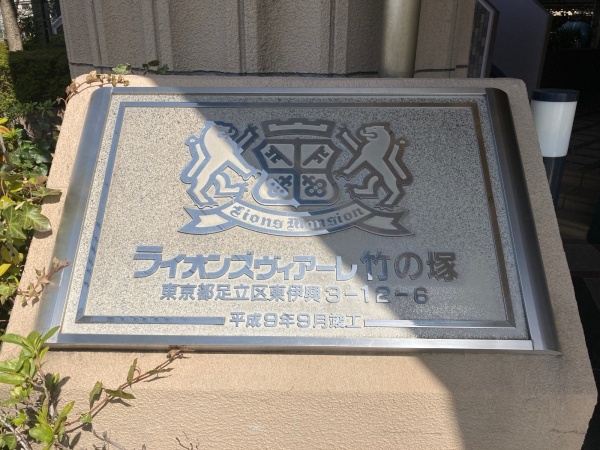 Lions Mansion
ライオンズヴィアーレ竹の塚
東京都足立区東伊興3-12-6
平成9年9月竣工